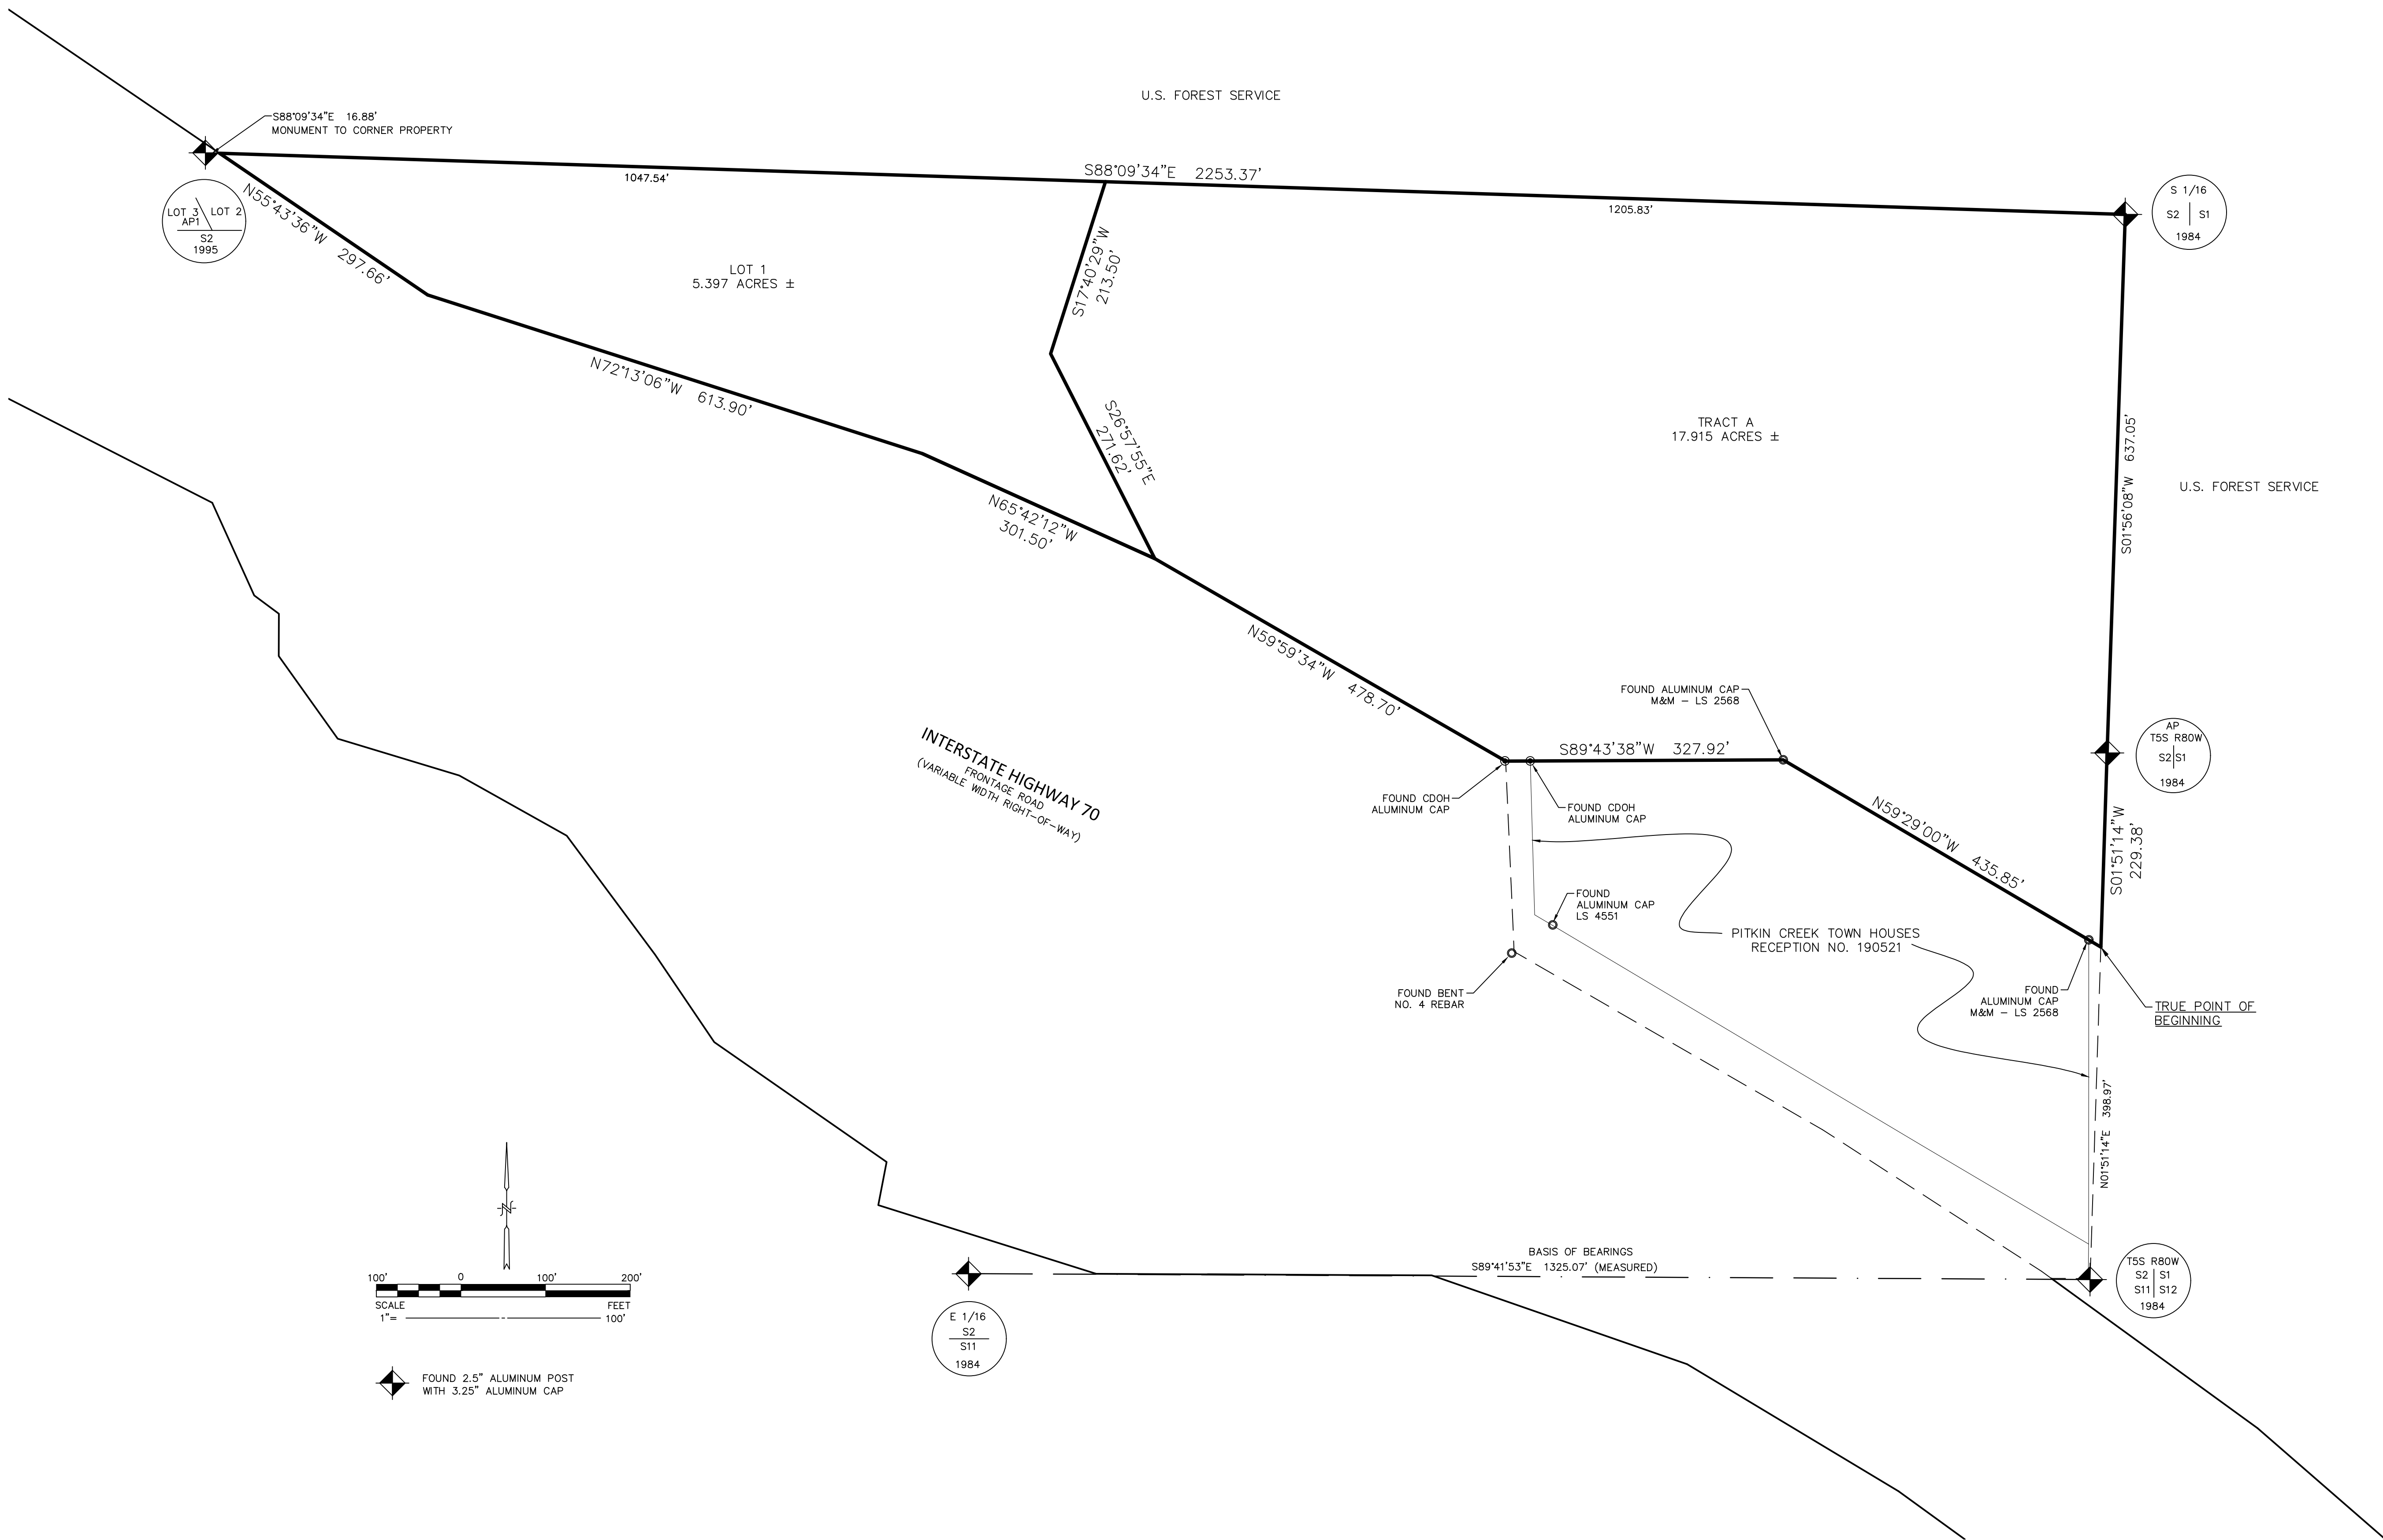 U.S. FOREST SERVICE
S88°09'34"E 16.88'
MONUMENT TO CORNER PROPERTY
S88°09'34"E 2253.37'
1047.54'
1205.83'
LOT 3
LOT 2
AP1
S2
1995
S 1/16
S2 | S1
1984
N55°43'36"W 297.66'
LOT 1
5.397 ACRES ±
S17°40'29"W
213.50'
N72°13'06"W 613.90'
S26°57'55"E
271.62'
TRACT A
17.915 ACRES ±
S01°56'08"W 637.05'
U.S. FOREST SERVICE
N65°42'12"W
301.50'
N59°59'34"W 478.70'
FOUND ALUMINUM CAP
M&M – LS 2568
S89°43'38"W 327.92'
AP
T5S R80W
S2|S1
1984
INTERSTATE HIGHWAY 70
FRONTAGE ROAD
(VARIABLE WIDTH RIGHT–OF–WAY)
FOUND CDOH
ALUMINUM CAP
FOUND CDOH
ALUMINUM CAP
N59°29'00"W 435.85'
S01°51'14"W
229.38'
FOUND
ALUMINUM CAP
LS 4551
PITKIN CREEK TOWN HOUSES
RECEPTION NO. 190521
FOUND BENT
NO. 4 REBAR
FOUND
ALUMINUM CAP
M&M – LS 2568
TRUE POINT OF
BEGINNING
N01°51'14"E 398.97'
BASIS OF BEARINGS
S89°41'53"E 1325.07' (MEASURED)
T5S R80W
S2 | S1
S11 | S12
1984
E 1/16
S2
S11
1984
N
100' 0 100' 200'
SCALE FEET
1"= 100'
FOUND 2.5" ALUMINUM POST
WITH 3.25" ALUMINUM CAP